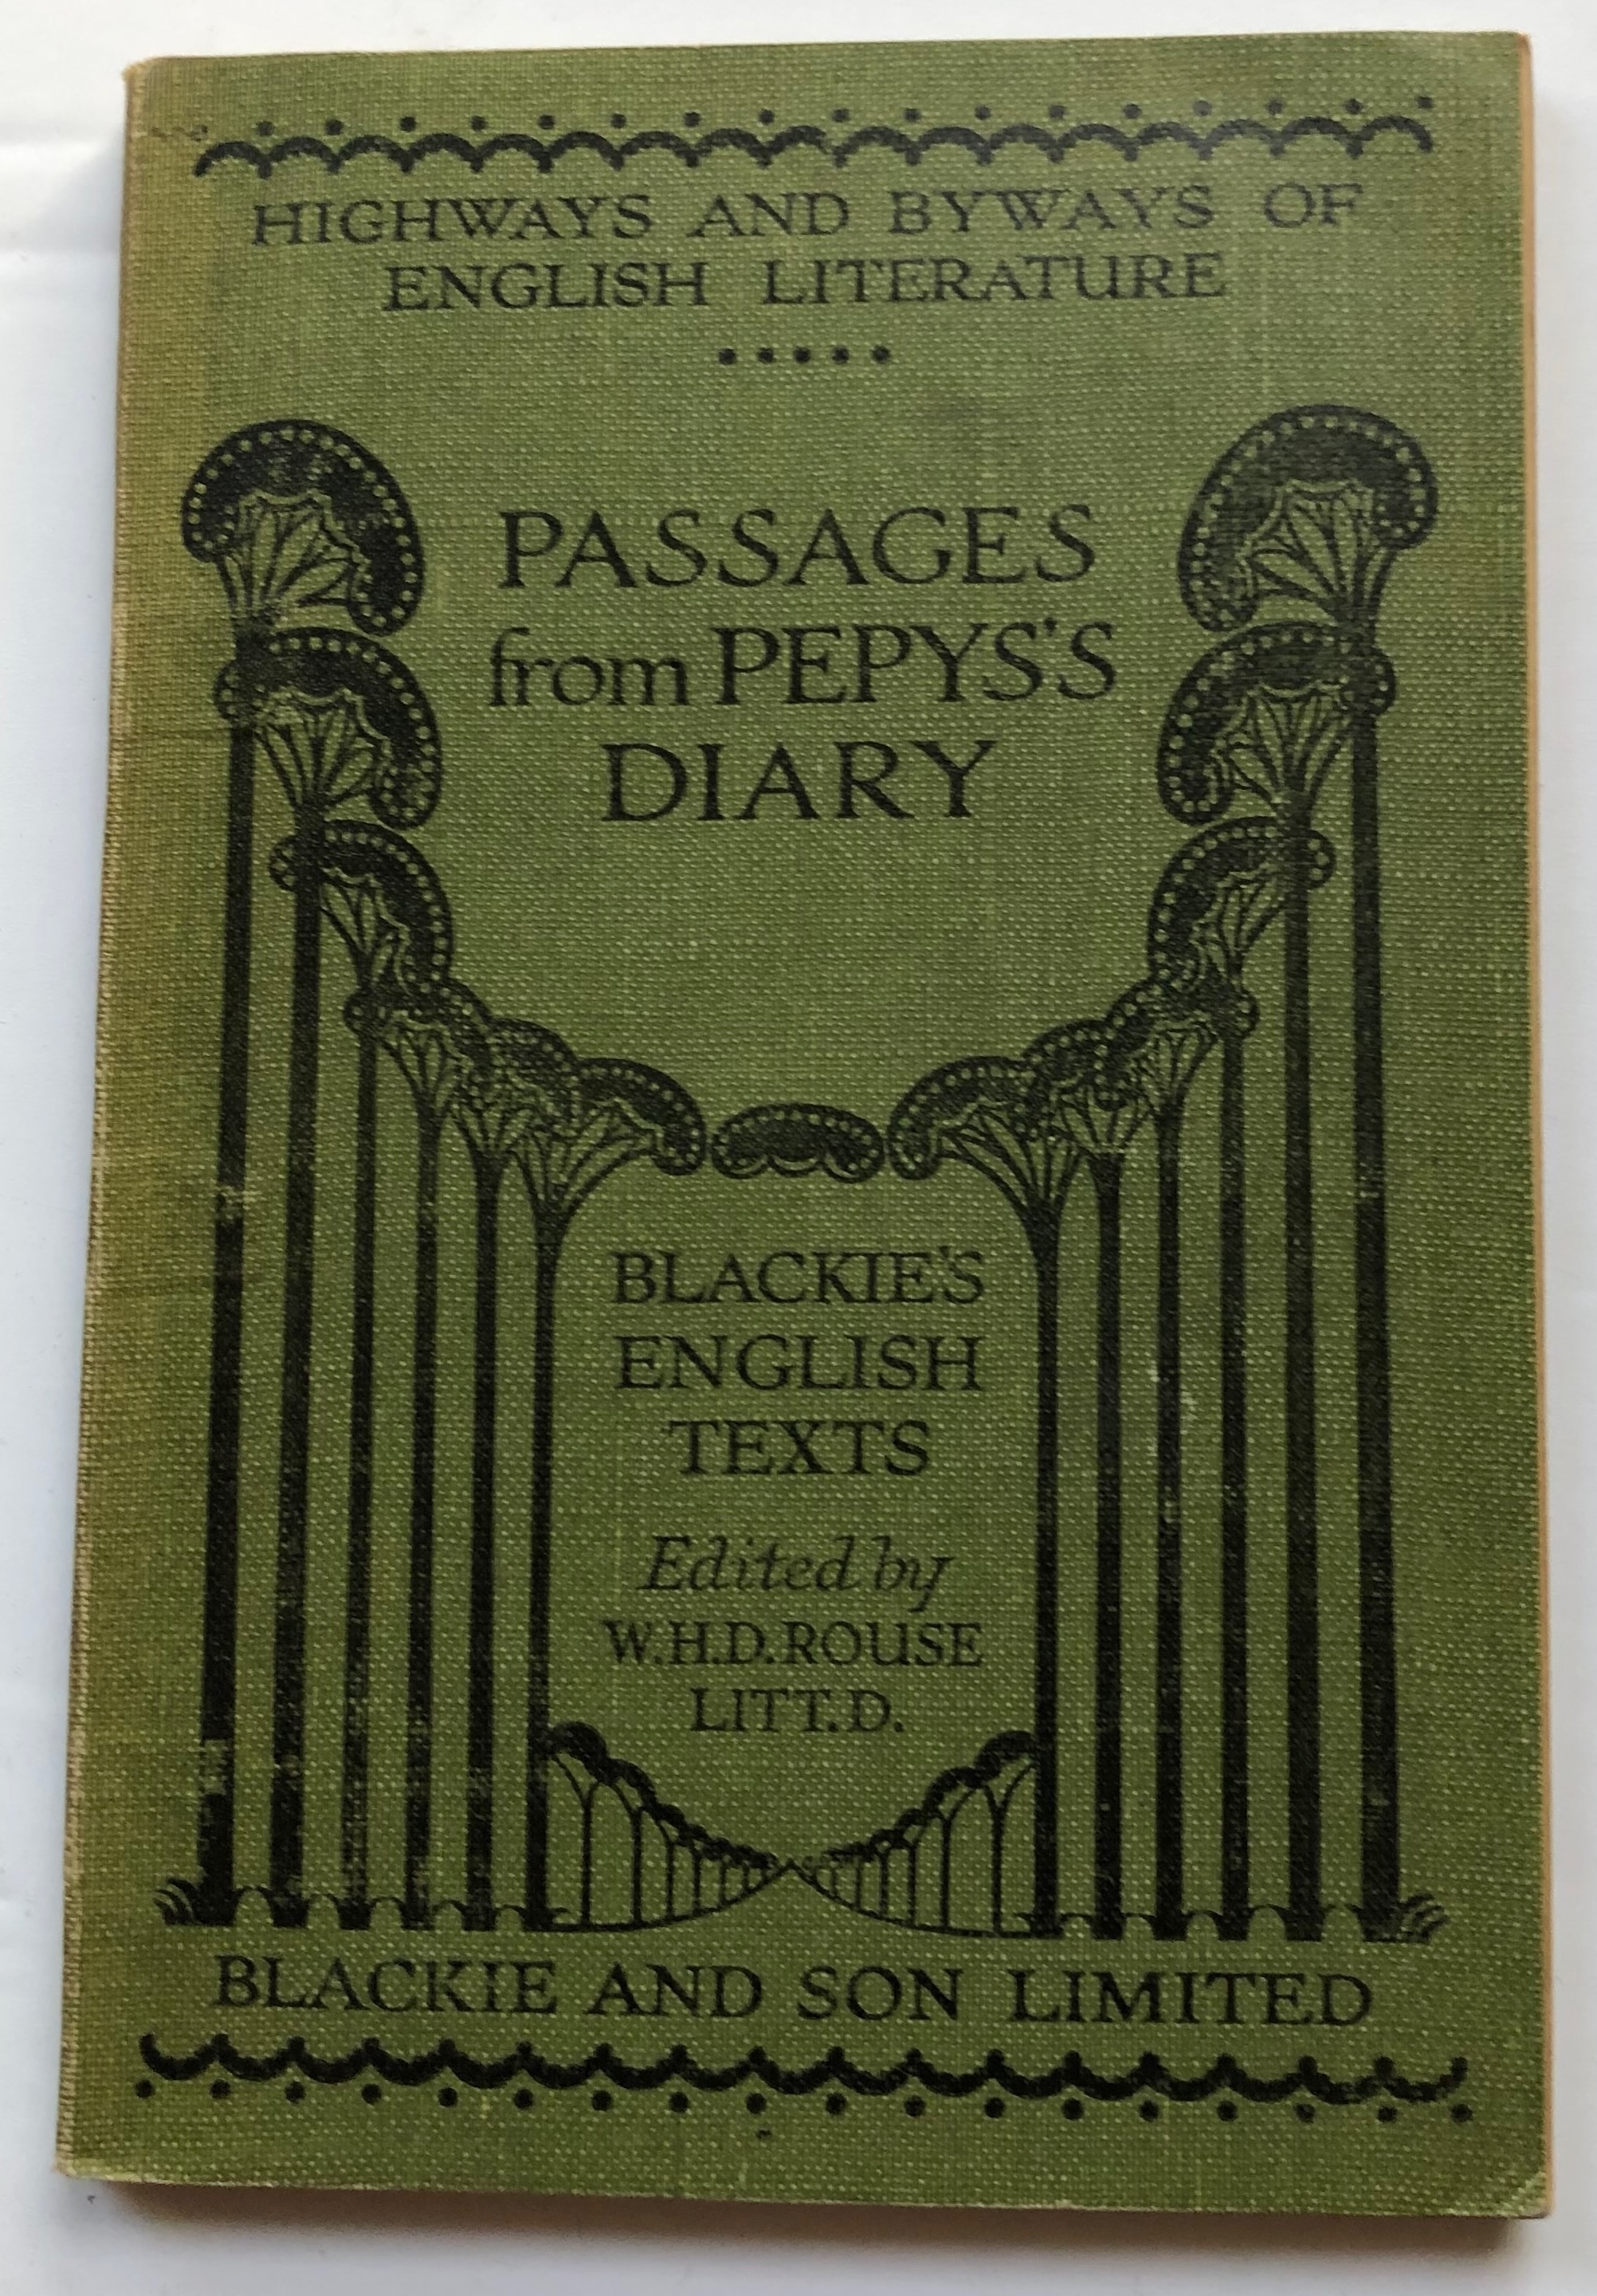 HIGHWAYS AND BYWAYS OF
ENGLISH LITERATURE
PASSAGES
from PEPYS'S
DIARY
BLACKIE'S
ENGLISH
TEXTS
Edited by
W.H.D. ROUSE
LITT.D.
BLACKIE AND SON LIMITED